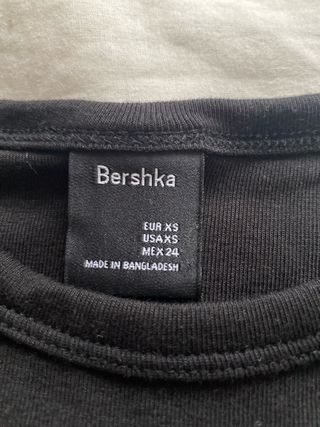 Bershka
EUR XS
USA XS
MEX 24
MADE IN BANGLADESH